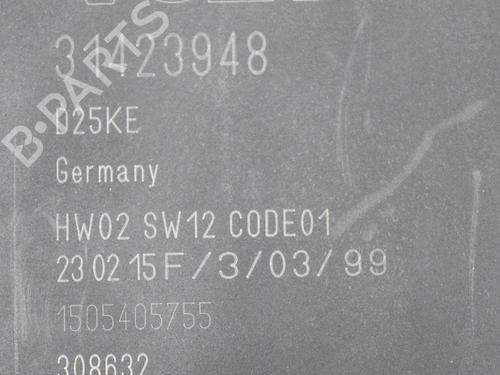 31423948
D25KE
Germany
HW02 SW12 CODE01
23 02 15 F / 3 / 03 / 99
1505405755
308632
B-PARTS